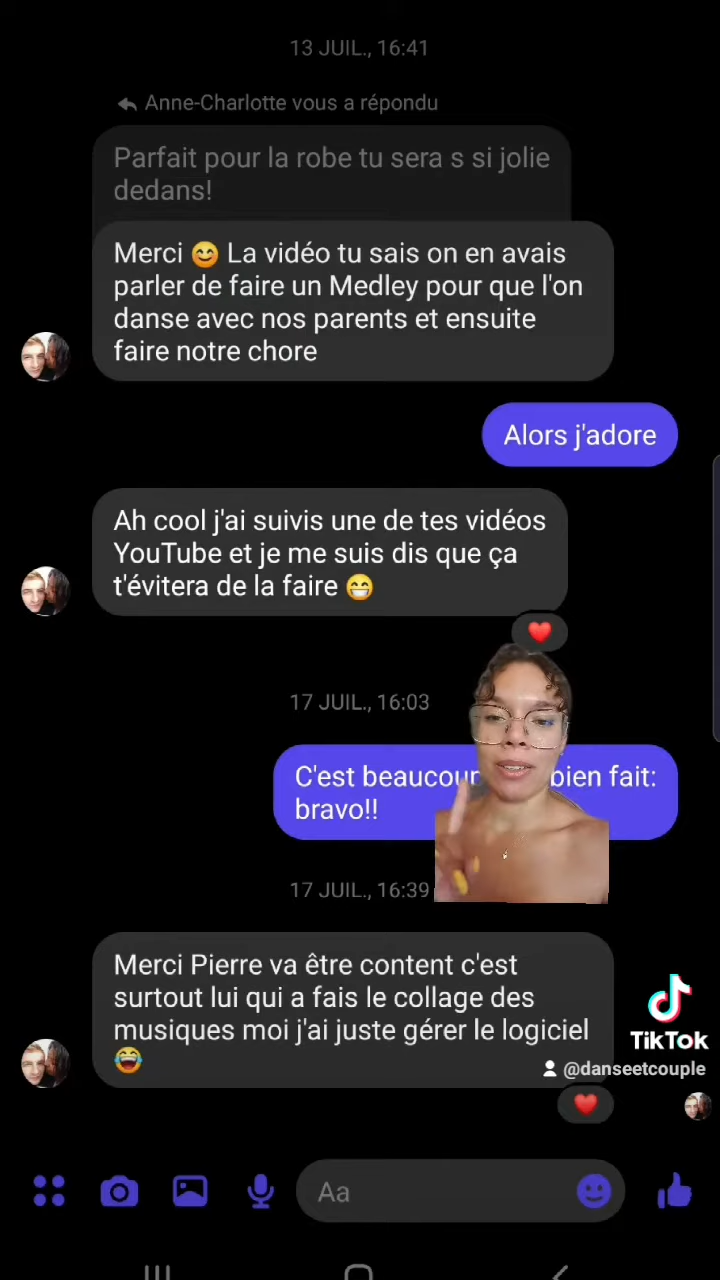 13 JUIL., 16:41
Anne-Charlotte vous a répondu
Parfait pour la robe tu sera s si jolie
dedans!
Merci 😊 La vidéo tu sais on en avais
parler de faire un Medley pour que l'on
danse avec nos parents et ensuite
faire notre chore
Alors j'adore
Ah cool j'ai suivis une de tes vidéos
YouTube et je me suis dis que ça
t'évitera de la faire 😁
17 JUIL., 16:03
C'est beaucoup bien fait:
bravo!!
17 JUIL., 16:39
Merci Pierre va être content c'est
surtout lui qui a fais le collage des
musiques moi j'ai juste gérer le logiciel
😂
TikTok
@danseetcouple
Aa